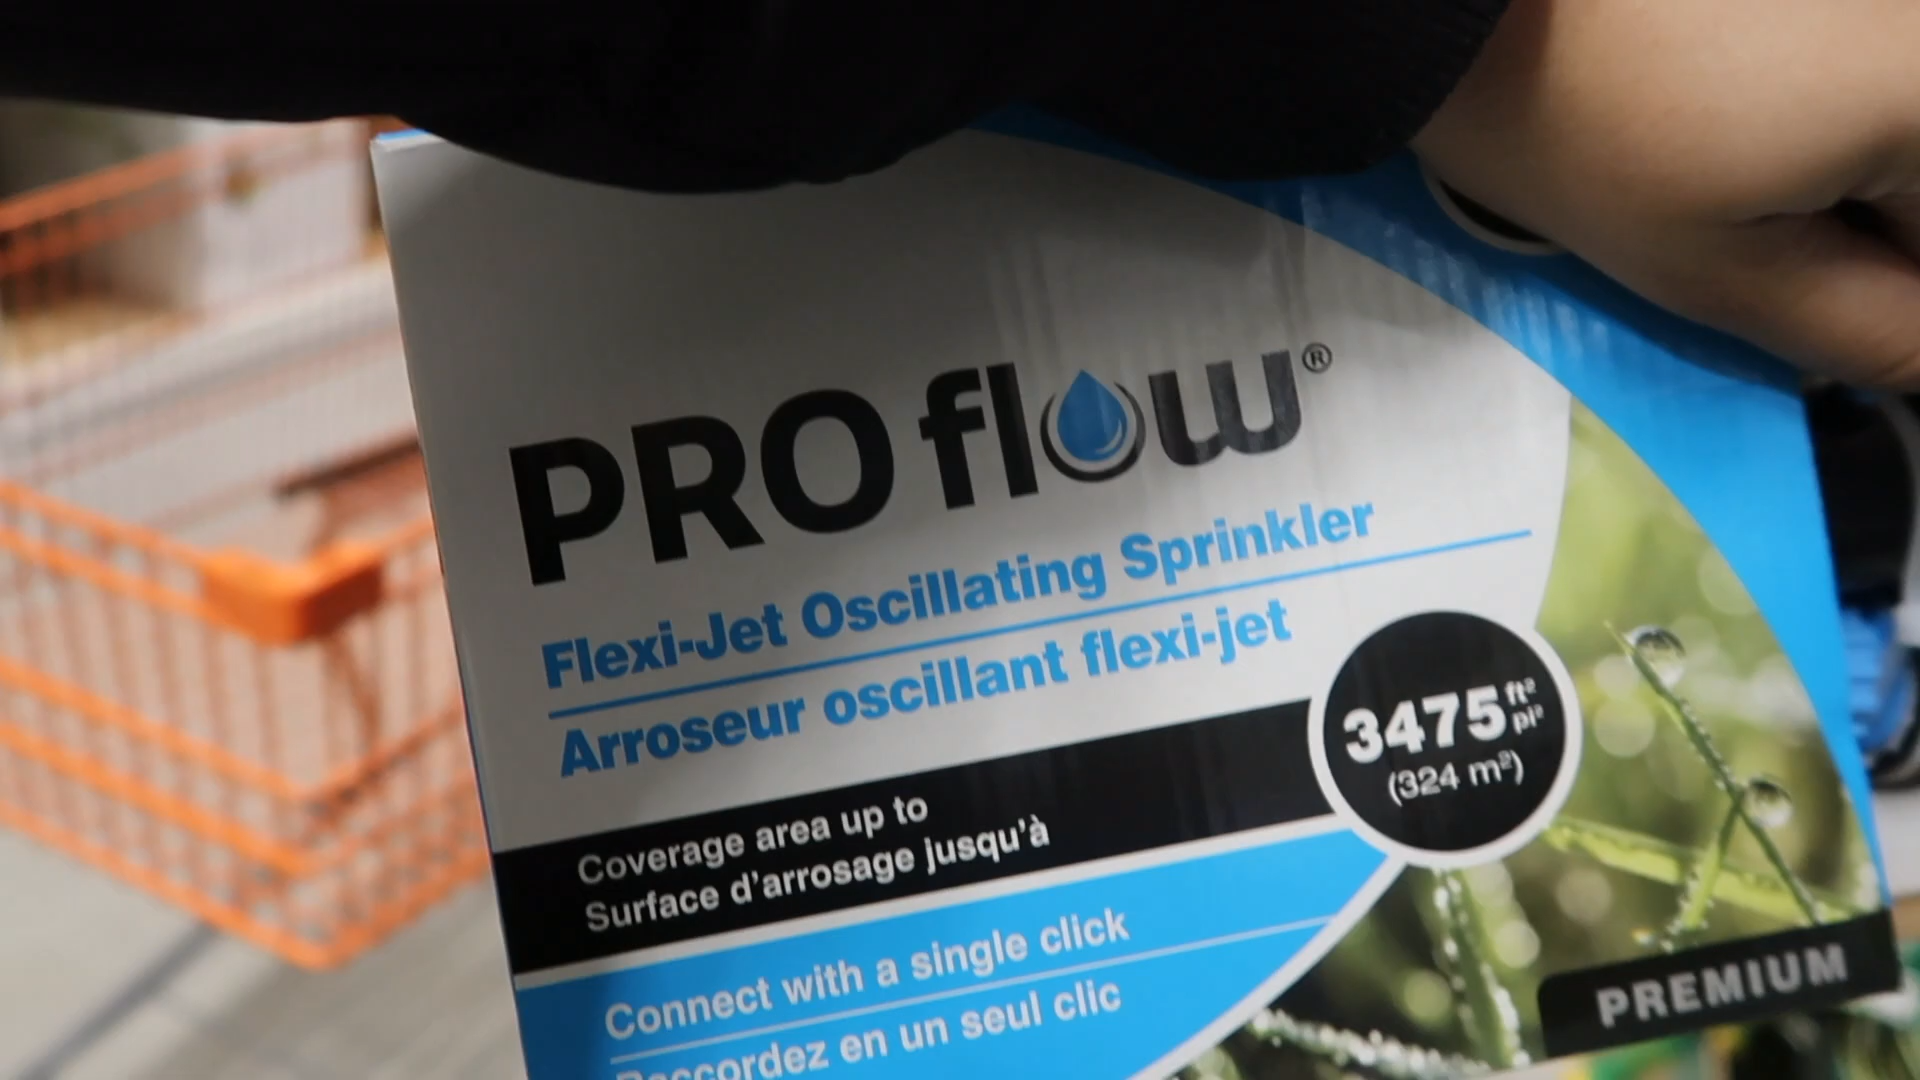 PRO flow®
Flexi-Jet Oscillating Sprinkler
Arroseur oscillant flexi-jet
3475 ft² pi²
(324 m²)
Coverage area up to
Surface d'arrosage jusqu'à
Connect with a single click
Raccordez en un seul clic
PREMIUM